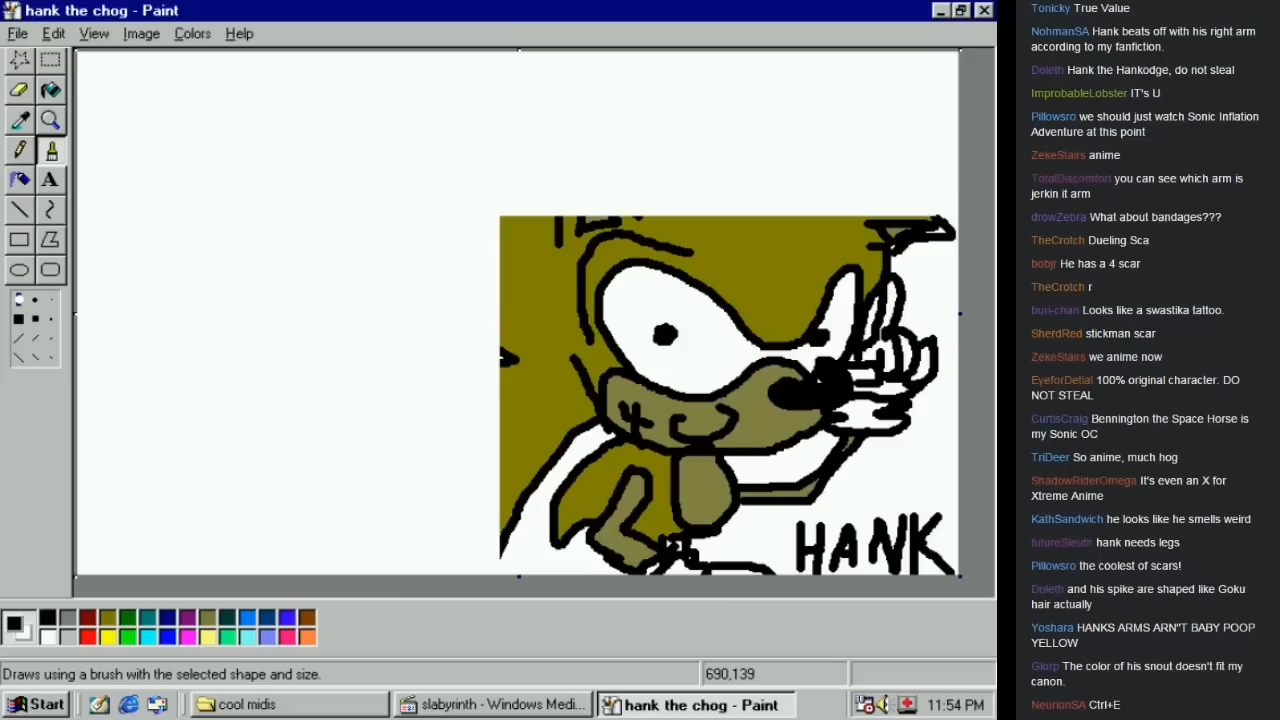 hank the chog - Paint
File Edit View Image Colors Help
HANK
Draws using a brush with the selected shape and size.
690,139
Start
cool midis
slabyrinth - Windows Medi...
hank the chog - Paint
11:54 PM
Tonicky True Value
NohmanSA Hank beats off with his right arm
according to my fanfiction.
Doleth Hank the Hankodge, do not steal
ImprobableLobster IT's U
Pillowsro we should just watch Sonic Inflation
Adventure at this point
ZekeStairs anime
TotalDiscomfort you can see which arm is
jerkin it arm
drowZebra What about bandages???
TheCrotch Dueling Sca
bobjr He has a 4 scar
TheCrotch r
buri-chan Looks like a swastika tattoo.
SherdRed stickman scar
ZekeStairs we anime now
EyeforDetial 100% original character. DO
NOT STEAL
CurtisCraig Bennington the Space Horse is
my Sonic OC
TriDeer So anime, much hog
ShadowRiderOmega It's even an X for
Xtreme Anime
KathSandwich he looks like he smells weird
futureSleuth hank needs legs
Pillowsro the coolest of scars!
Doleth and his spike are shaped like Goku
hair actually
Yoshara HANKS ARMS ARN"T BABY POOP
YELLOW
Glorp The color of his snout doesn't fit my
canon.
NeurionSA Ctrl+E